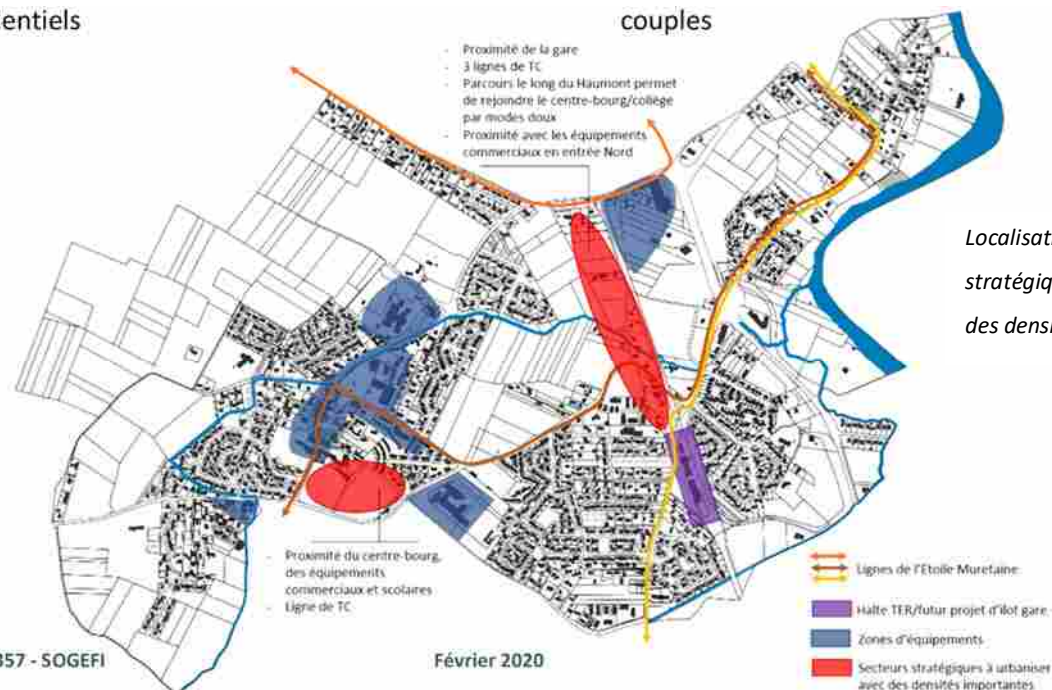 entiels
couples
- Proximité de la gare
- 3 lignes de TC
- Parcours le long du Haumont permet
de rejoindre le centre-bourg/collège
par modes doux
- Proximité avec les équipements
commerciaux en entrée Nord
Localisati
stratégiq
des densi
- Proximité du centre-bourg,
des équipements
commerciaux et scolaires
- Ligne de TC
Lignes de l'Etoile Muretaine
Halte TER/futur projet d'ilot gare
Zones d'équipements
Secteurs stratégiques à urbaniser
avec des densités importantes
357 - SOGEFI
Février 2020